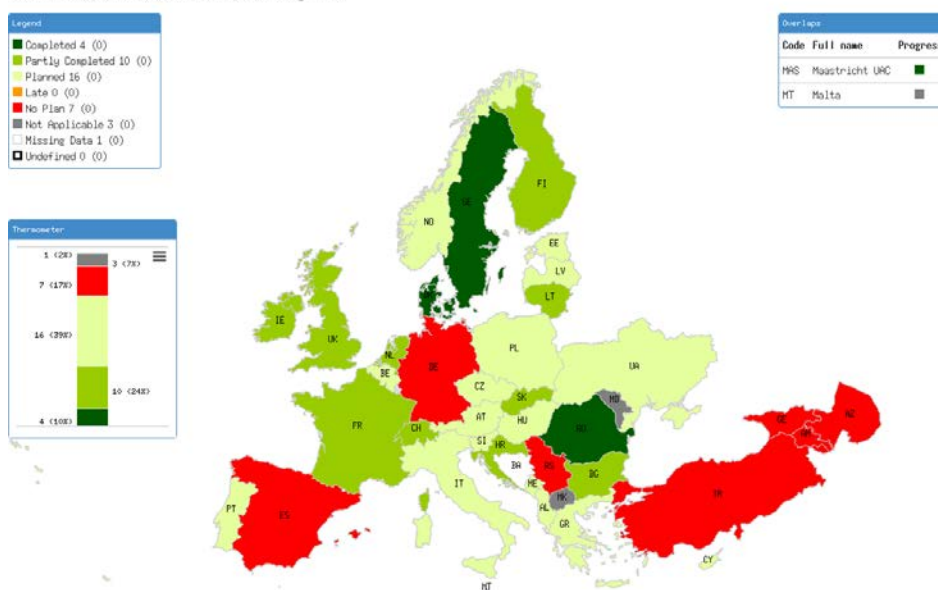 Legend
Completed 4 (0)
Partly Completed 10 (0)
Planned 16 (0)
Late 0 (0)
No Plan 7 (0)
Not Applicable 3 (0)
Missing Data 1 (0)
Undefined 0 (0)
Overlaps
Code Full name Progres
MAS Maastricht UAC
MT Malta
Thermometer
1 (2%)
3 (7%)
7 (17%)
16 (39%)
10 (24%)
4 (10%)
FI
SE
NO
EE
LV
LT
IE
UK
NL
BE
DE
PL
UA
CZ
SK
MD
FR
CH
AT
HU
RO
SI
HR
BA
RS
BG
GE
AZ
AM
IT
ME
MK
AL
GR
TR
PT
ES
CY
MT